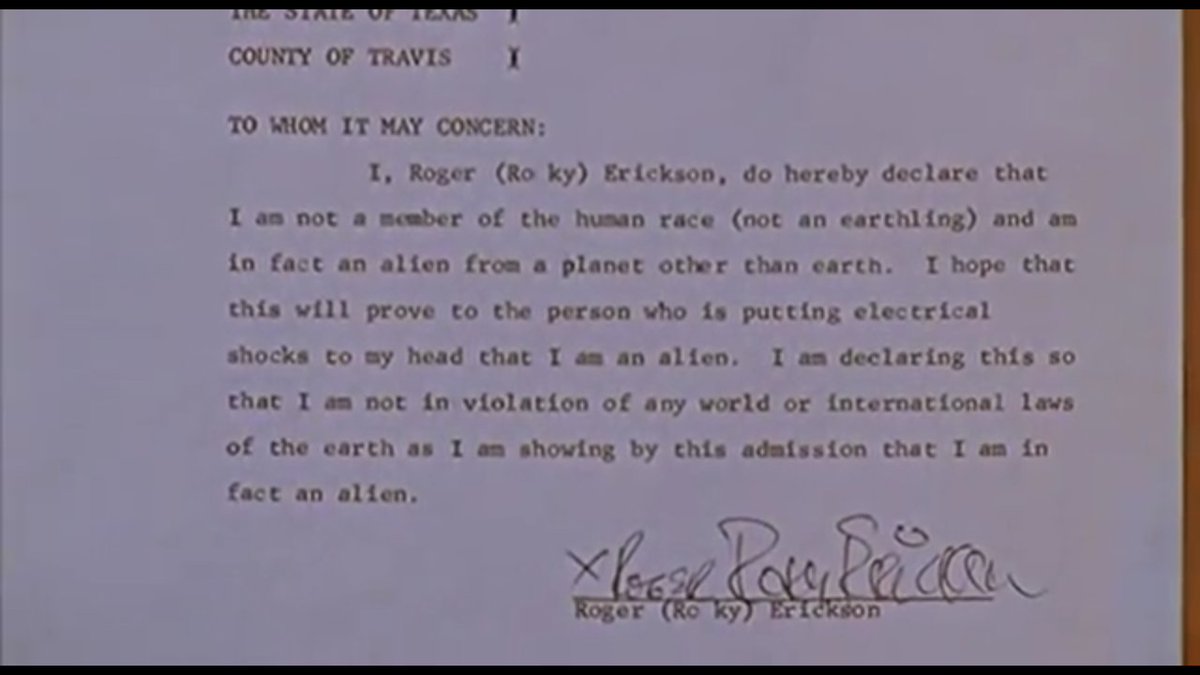 THE STATE OF TEXAS I
COUNTY OF TRAVIS I
TO WHOM IT MAY CONCERN:
I, Roger (Ro ky) Erickson, do hereby declare that
I am not a member of the human race (not an earthling) and am
in fact an alien from a planet other than earth. I hope that
this will prove to the person who is putting electrical
shocks to my head that I am an alien. I am declaring this so
that I am not in violation of any world or international laws
of the earth as I am showing by this admission that I am in
fact an alien.
X Roger Roky Erickson
Roger (Ro ky) Erickson